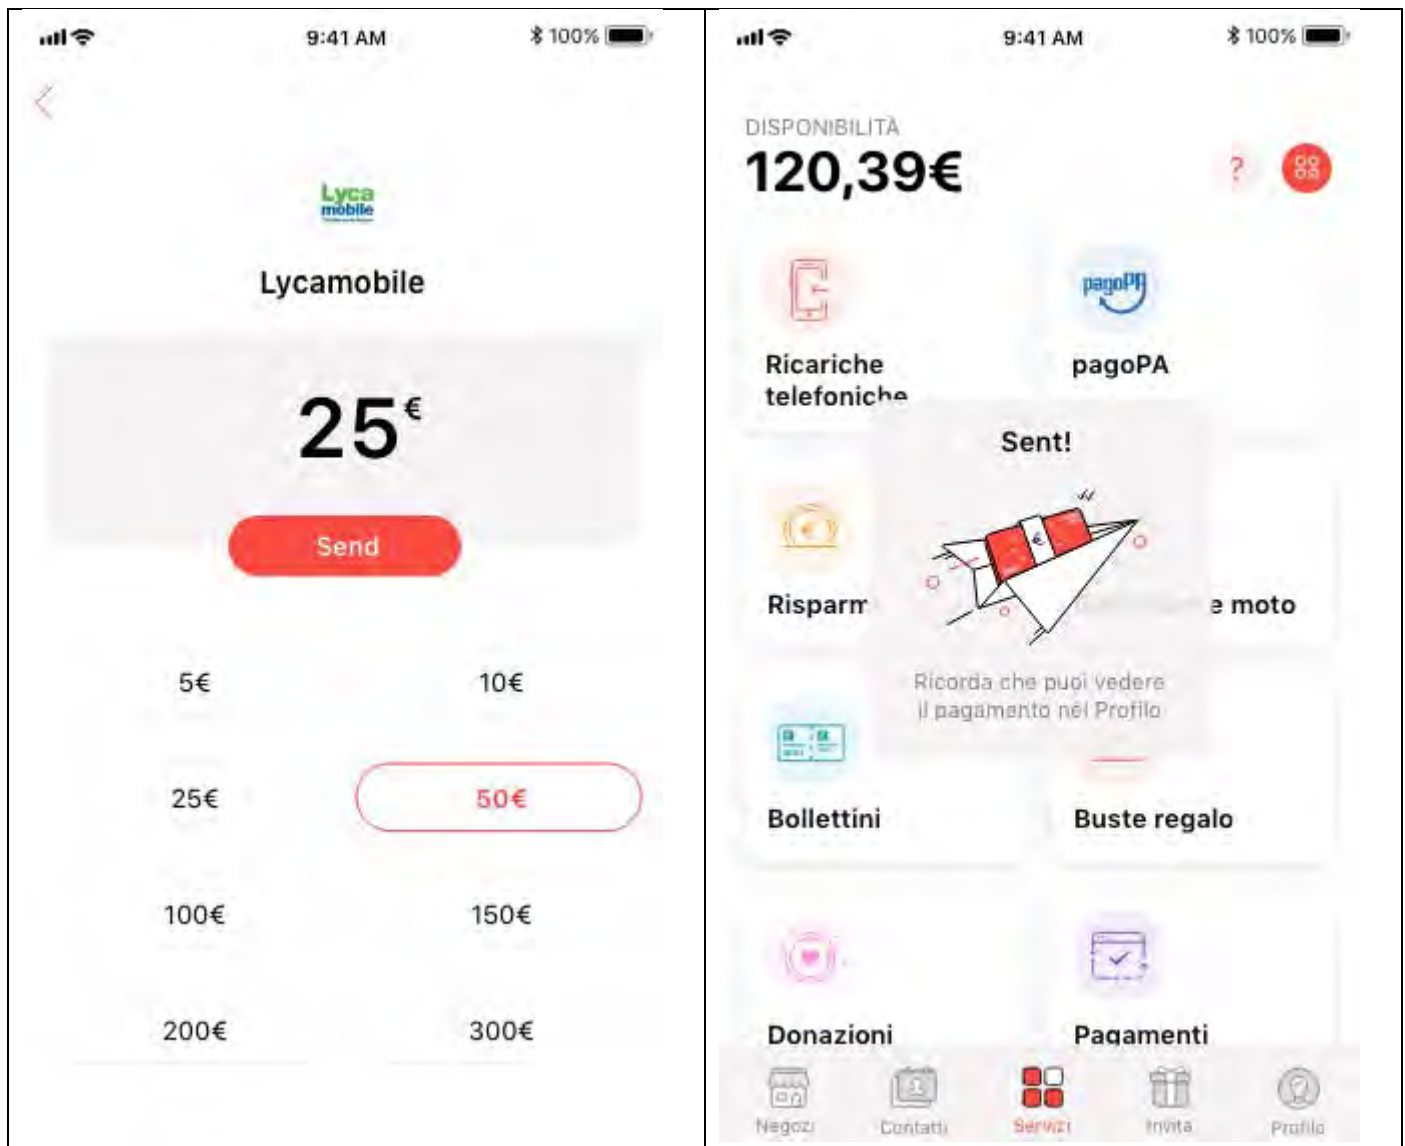 9:41 AM
100%
Lyca
mobile
Lycamobile
25€
Send
5€
10€
25€
50€
100€
150€
200€
300€
9:41 AM
100%
DISPONIBILITÀ
120,39€
?
Ricariche
telefoniche
pagoPA
pagoPA
Sent!
€
Risparm
e moto
Ricorda che puoi vedere
il pagamento nel Profilo
Bollettini
Buste regalo
Donazioni
Pagamenti
Negozi
Contatti
Servizi
Invita
Profilo